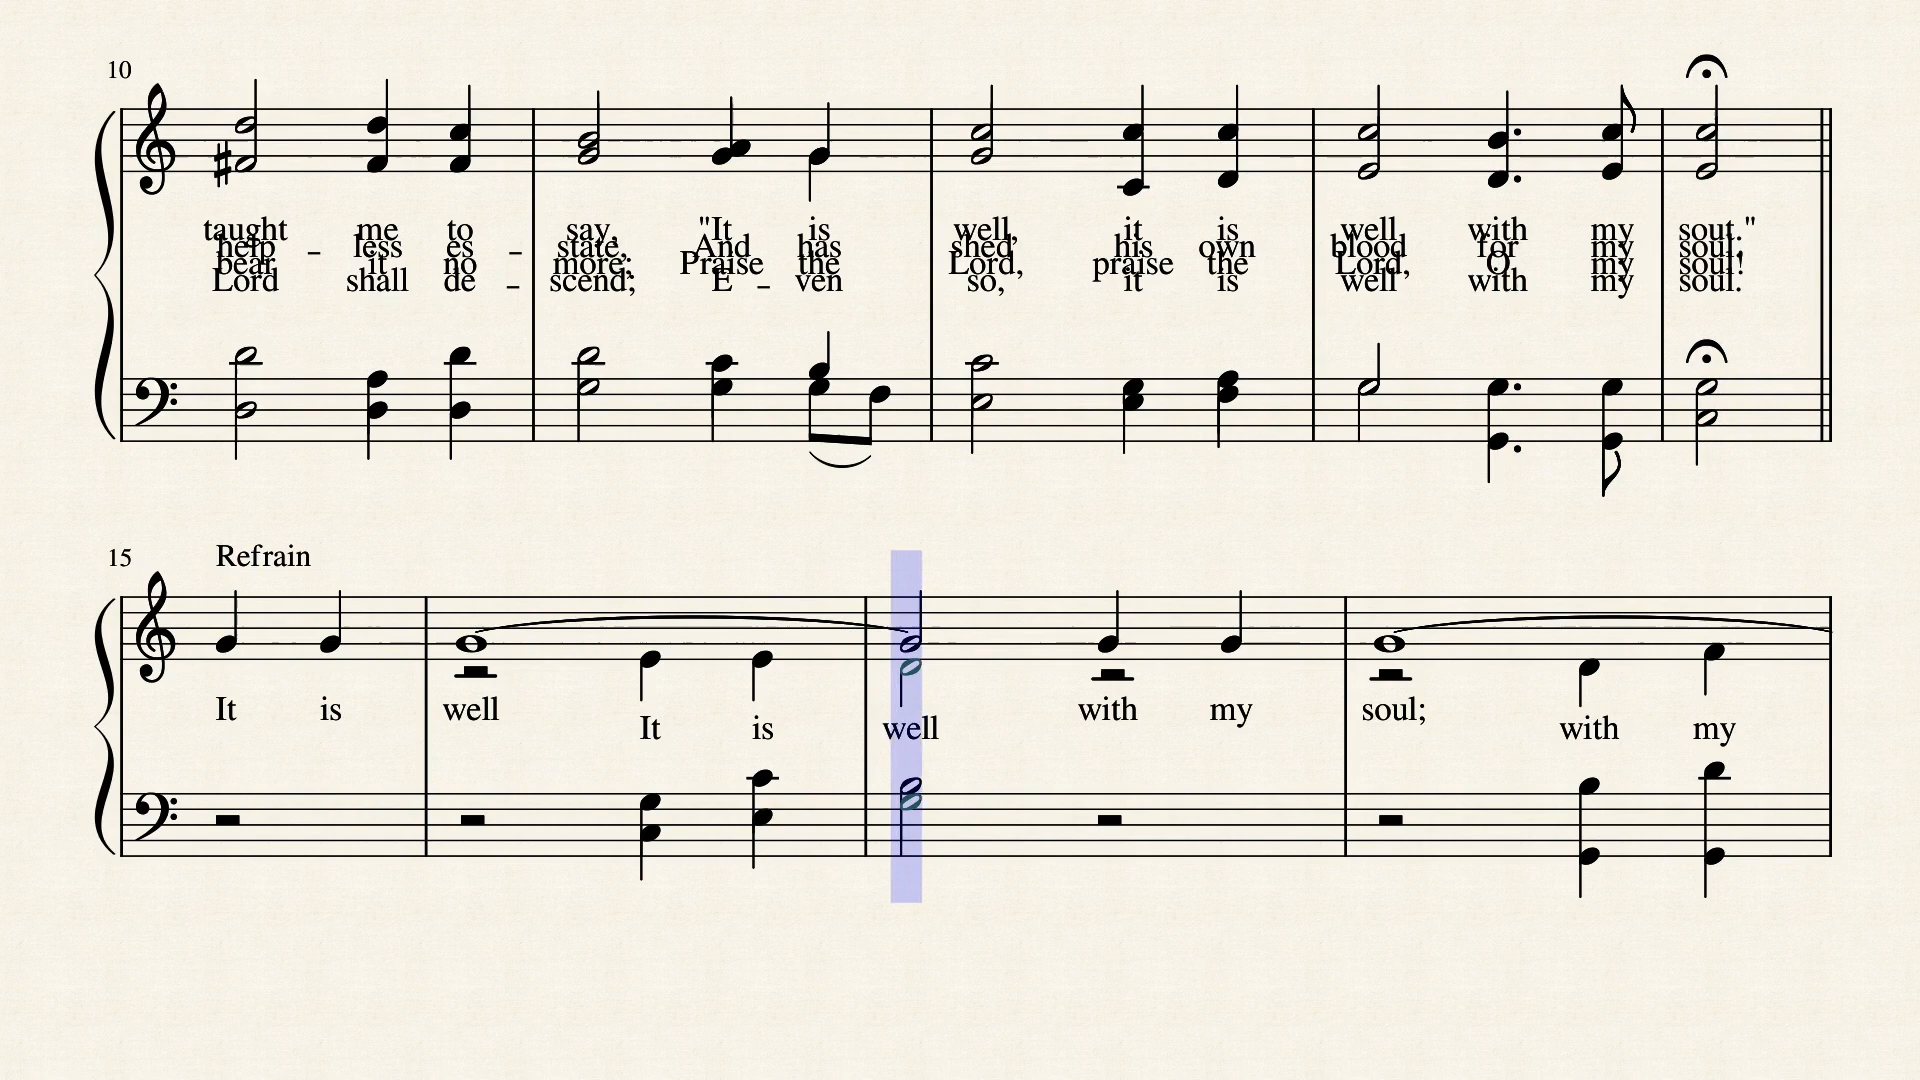 10
taught me to say, "It is well, it is well with my sout."
help – less es – state, And has shed his own blood for my soul.
bear it no more; Praise the Lord, praise the Lord, O my soul!
Lord shall de – scend; E – ven so, it is well with my soul.
15 Refrain
It is well with my soul;
It is well with my